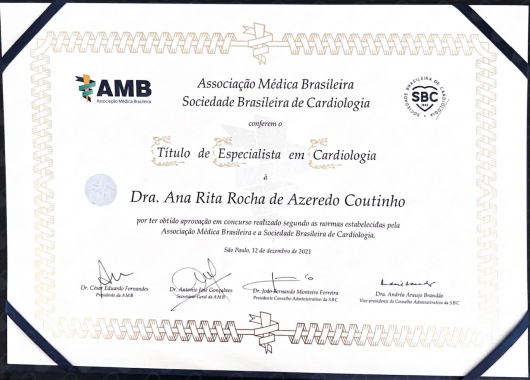 AMB
Associação Médica Brasileira
Associação Médica Brasileira
Sociedade Brasileira de Cardiologia
SOCIEDADE BRASILEIRA DE CARDIOLOGIA
SBC
conferem o
Título de Especialista em Cardiologia
à
Dra. Ana Rita Rocha de Azeredo Coutinho
por ter obtido aprovação em concurso realizado segundo as normas estabelecidas pela
Associação Médica Brasileira e a Sociedade Brasileira de Cardiologia.
São Paulo, 12 de dezembro de 2021
Dr. César Eduardo Fernandes
Presidente da AMB
Dr. Antonio José Gonçalves
Secretário Geral da AMB
Dr. João Fernando Monteiro Ferreira
Presidente Conselho Administrativo da SBC
Dra. Andréa Araujo Brandão
Vice-presidente do Conselho Administrativo da SBC